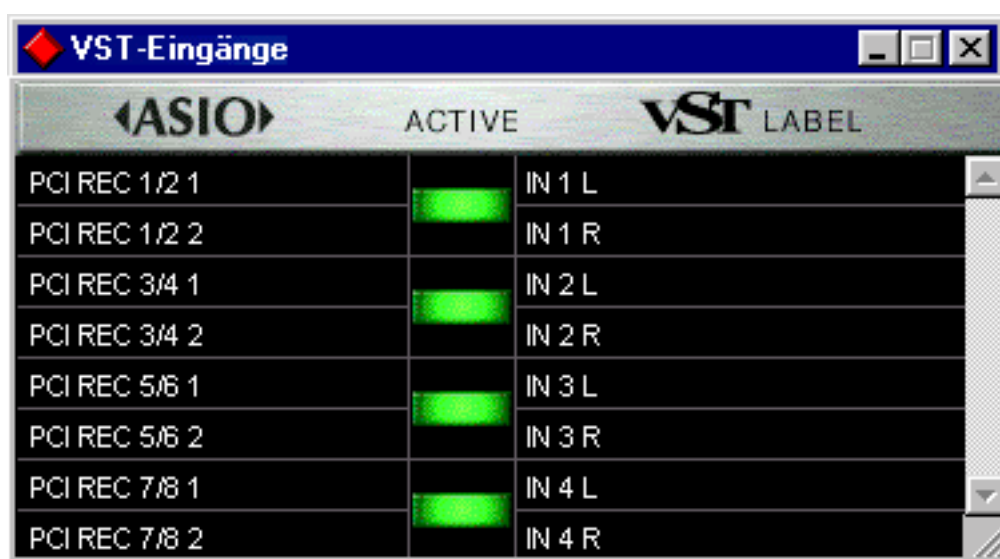 VST-Eingänge
ASIO ACTIVE VST LABEL
PCI REC 1/2 1 IN 1 L
PCI REC 1/2 2 IN 1 R
PCI REC 3/4 1 IN 2 L
PCI REC 3/4 2 IN 2 R
PCI REC 5/6 1 IN 3 L
PCI REC 5/6 2 IN 3 R
PCI REC 7/8 1 IN 4 L
PCI REC 7/8 2 IN 4 R